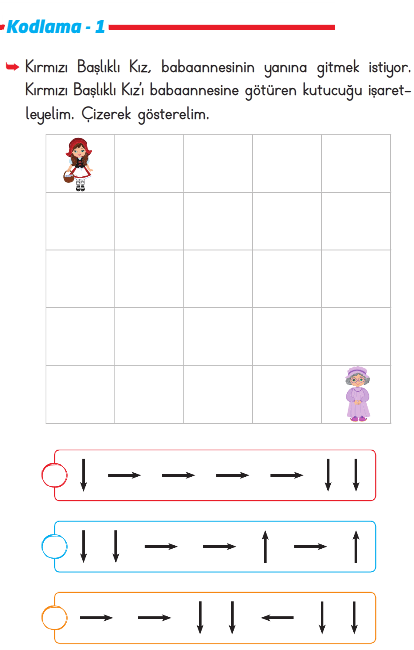 Kodlama - 1
Kırmızı Başlıklı Kız, babaannesinin yanına gitmek istiyor.
Kırmızı Başlıklı Kız'ı babaannesine götüren kutucuğu işaret-
leyelim. Çizerek gösterelim.